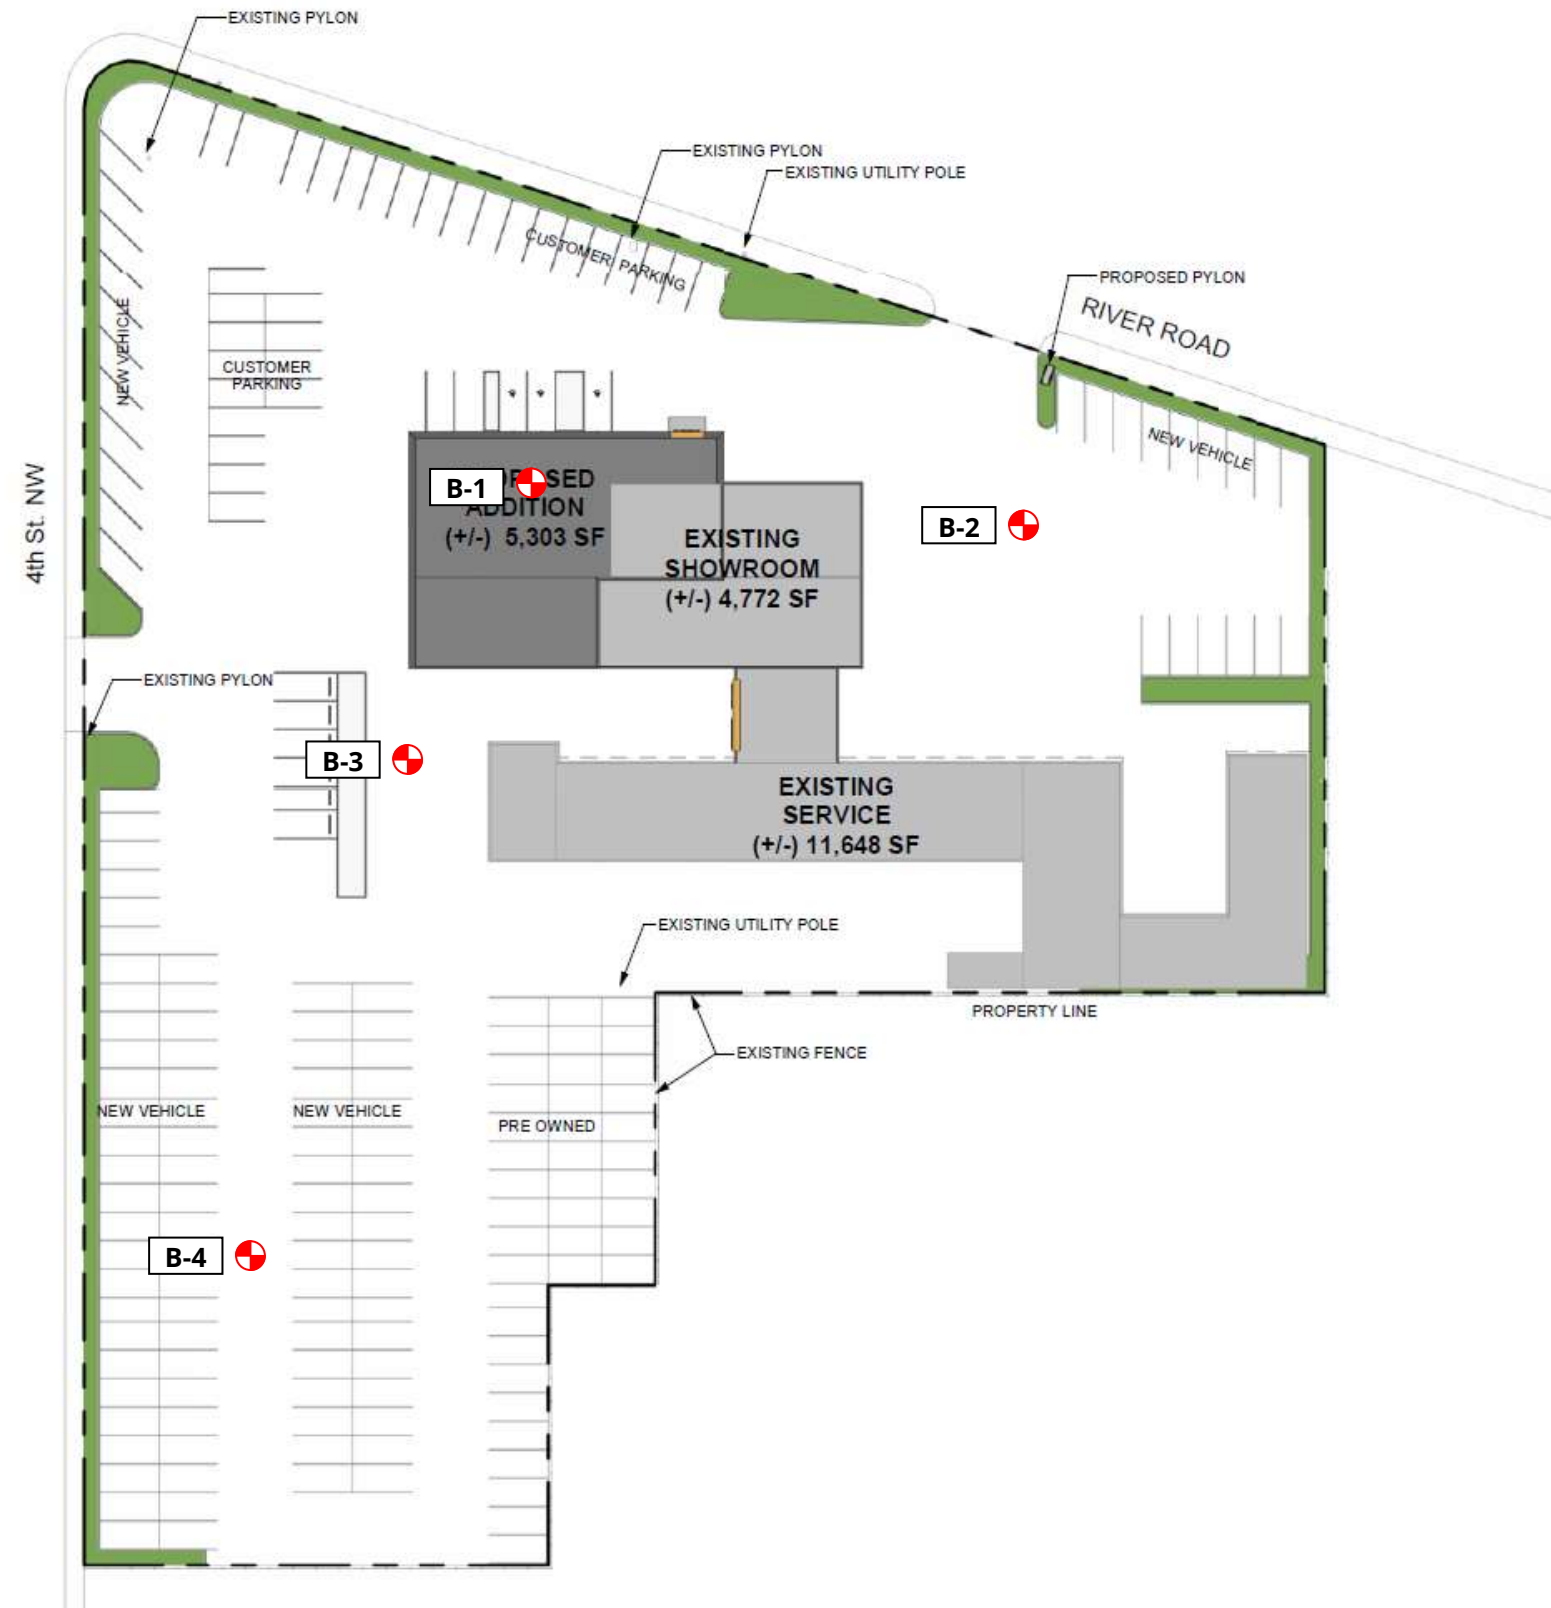 EXISTING PYLON
EXISTING PYLON
EXISTING UTILITY POLE
CUSTOMER PARKING
PROPOSED PYLON
RIVER ROAD
NEW VEHICLE
CUSTOMER
PARKING
NEW VEHICLE
4th St. NW
B-1
ADDITION
(+/-) 5,303 SF
B-2
EXISTING
SHOWROOM
(+/-) 4,772 SF
EXISTING PYLON
B-3
EXISTING
SERVICE
(+/-) 11,648 SF
EXISTING UTILITY POLE
PROPERTY LINE
EXISTING FENCE
NEW VEHICLE
NEW VEHICLE
PRE OWNED
B-4